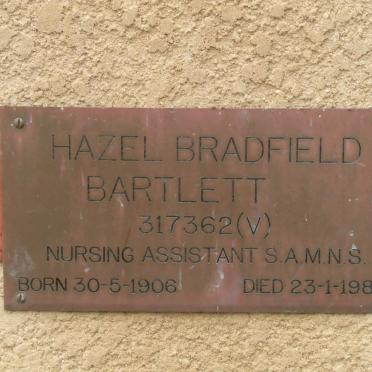 HAZEL BRADFIELD
BARTLETT
317362(V)
NURSING ASSISTANT S.A.M.N.S.
BORN 30-5-1906 DIED 23-1-198